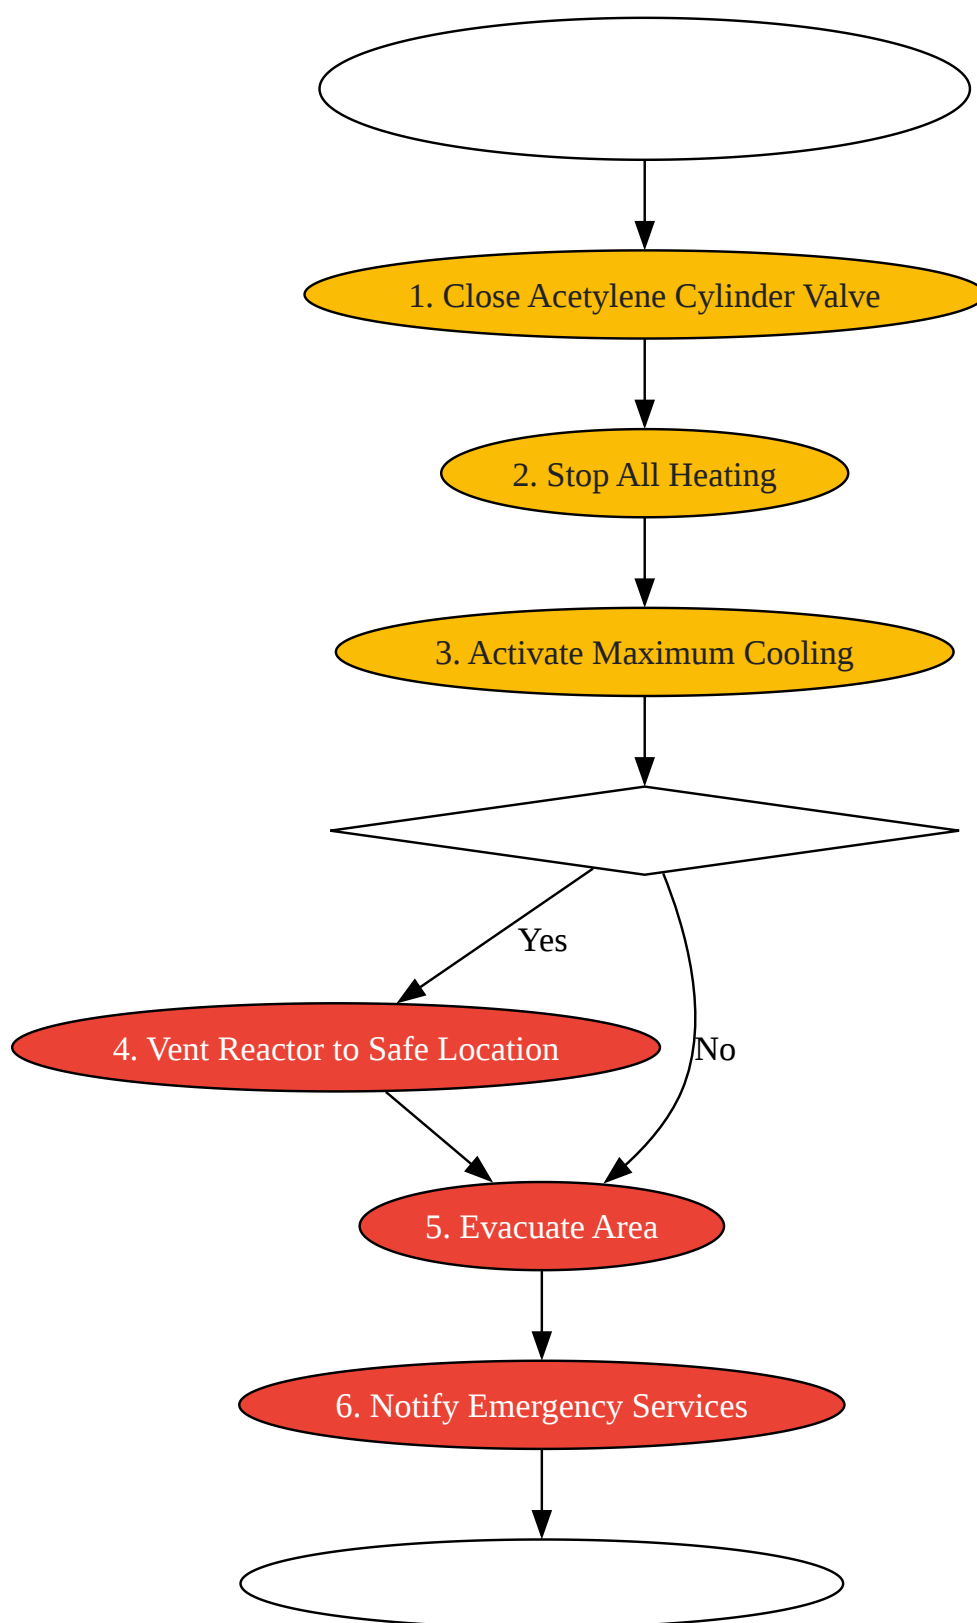 1. Close Acetylene Cylinder Valve
2. Stop All Heating
3. Activate Maximum Cooling
Yes
4. Vent Reactor to Safe Location
No
5. Evacuate Area
6. Notify Emergency Services